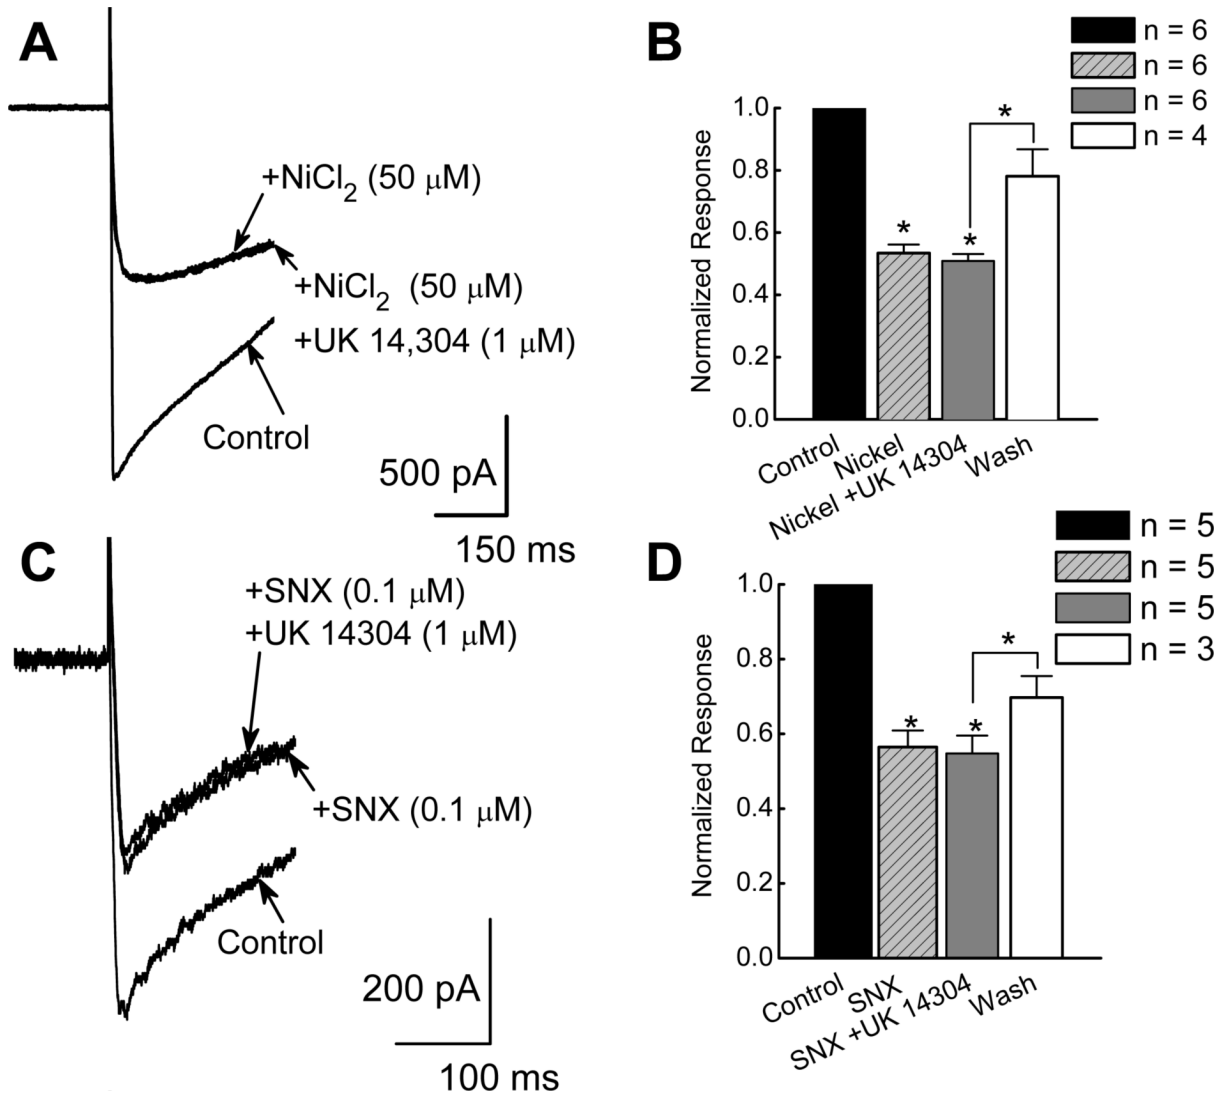 A
+NiCl2 (50 μM)
+NiCl2 (50 μM)
+UK 14,304 (1 μM)
Control
500 pA
150 ms
B
n = 6
n = 6
n = 6
n = 4
Normalized Response
1.0
0.8
0.6
0.4
0.2
0.0
*
*
*
Control
Nickel
Nickel +UK 14304
Wash
C
+SNX (0.1 μM)
+UK 14304 (1 μM)
+SNX (0.1 μM)
Control
200 pA
100 ms
D
n = 5
n = 5
n = 5
n = 3
Normalized Response
1.0
0.8
0.6
0.4
0.2
0.0
*
*
*
Control
SNX
SNX +UK 14304
Wash